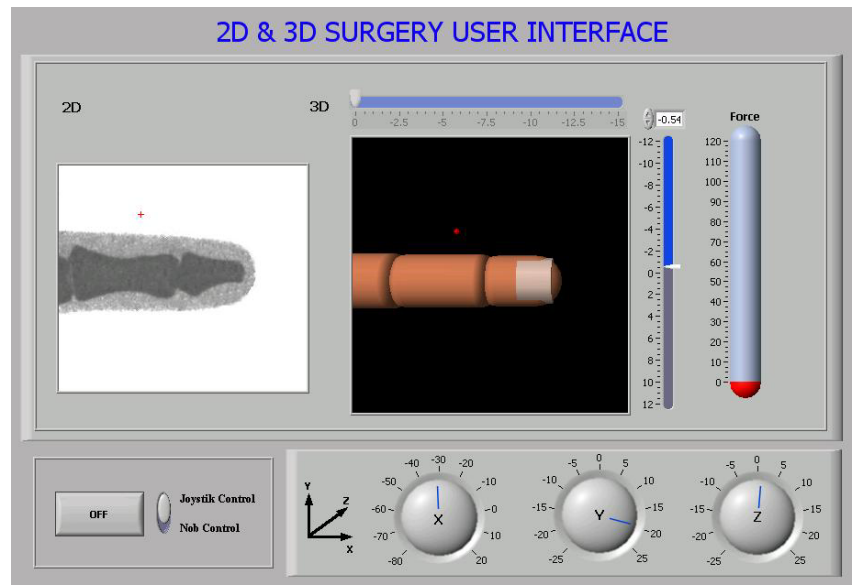 2D & 3D SURGERY USER INTERFACE
2D
3D
0 -2.5 -5 -7.5 -10 -12.5 -15
-0.54
Force
-12
-10
-8
-6
-4
-2
0
2
4
6
8
10
12
120
110
100
90
80
70
60
50
40
30
20
10
0
OFF
Joystik Control
Nob Control
Y
Z
X
-80 -70 -60 -50 -40 -30 -20 -10 -0 10 20
X
-25 -20 -15 -10 -5 0 5 10 15 20 25
Y
-25 -20 -15 -10 -5 0 5 10 15 20 25
Z